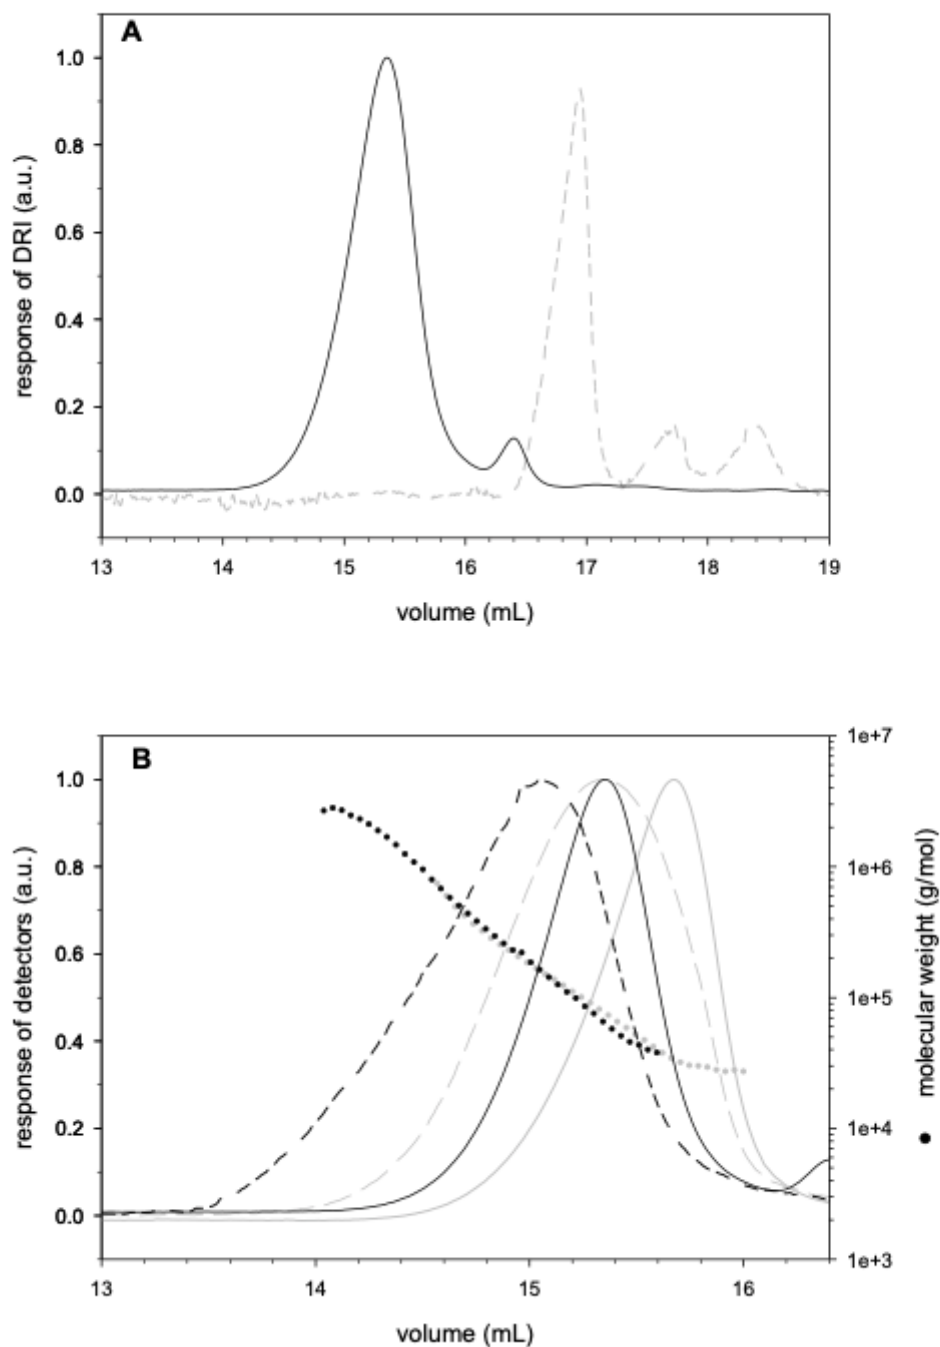 A
1.0
0.8
0.6
0.4
0.2
0.0
response of DRI (a.u.)
13 14 15 16 17 18 19
volume (mL)
B
1.0
0.8
0.6
0.4
0.2
0.0
response of detectors (a.u.)
1e+7
1e+6
1e+5
1e+4
1e+3
● molecular weight (g/mol)
13 14 15 16
volume (mL)